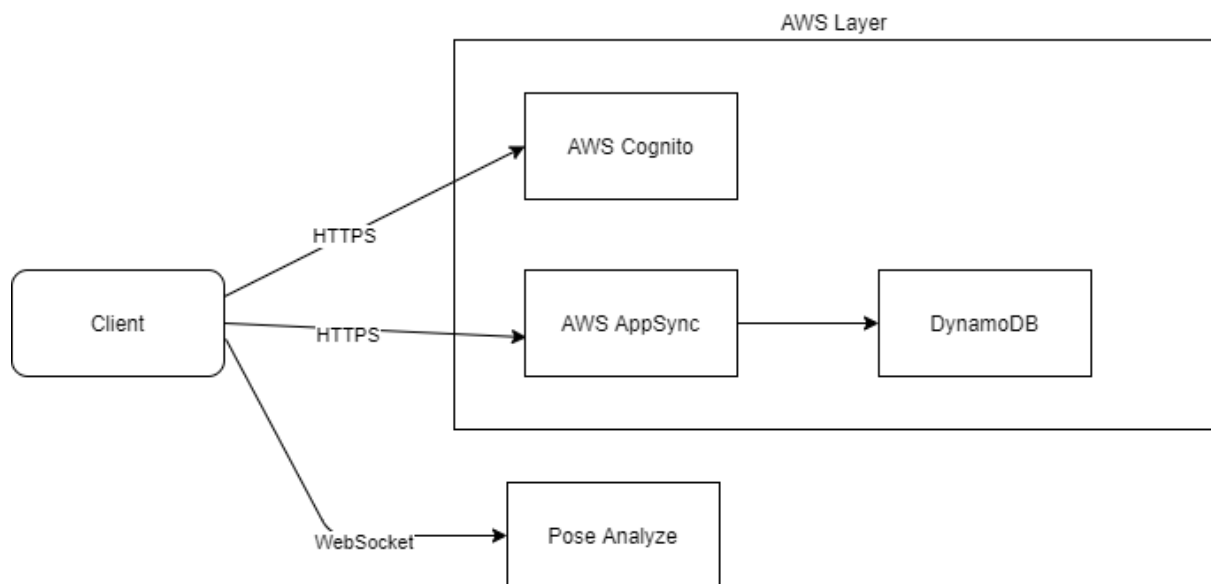 AWS Layer
AWS Cognito
HTTPS
Client
HTTPS
AWS AppSync
DynamoDB
WebSocket
Pose Analyze